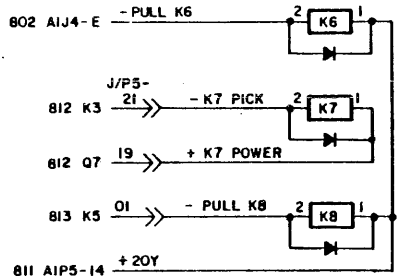 - PULL K6
802 A1J4-E 2 K6 1
J/P5-
812 K3 21 - K7 PICK 2 K7 1
812 Q7 19 + K7 POWER
813 K5 01 - PULL K8 2 K8 1
811 A1P5-14 +20Y